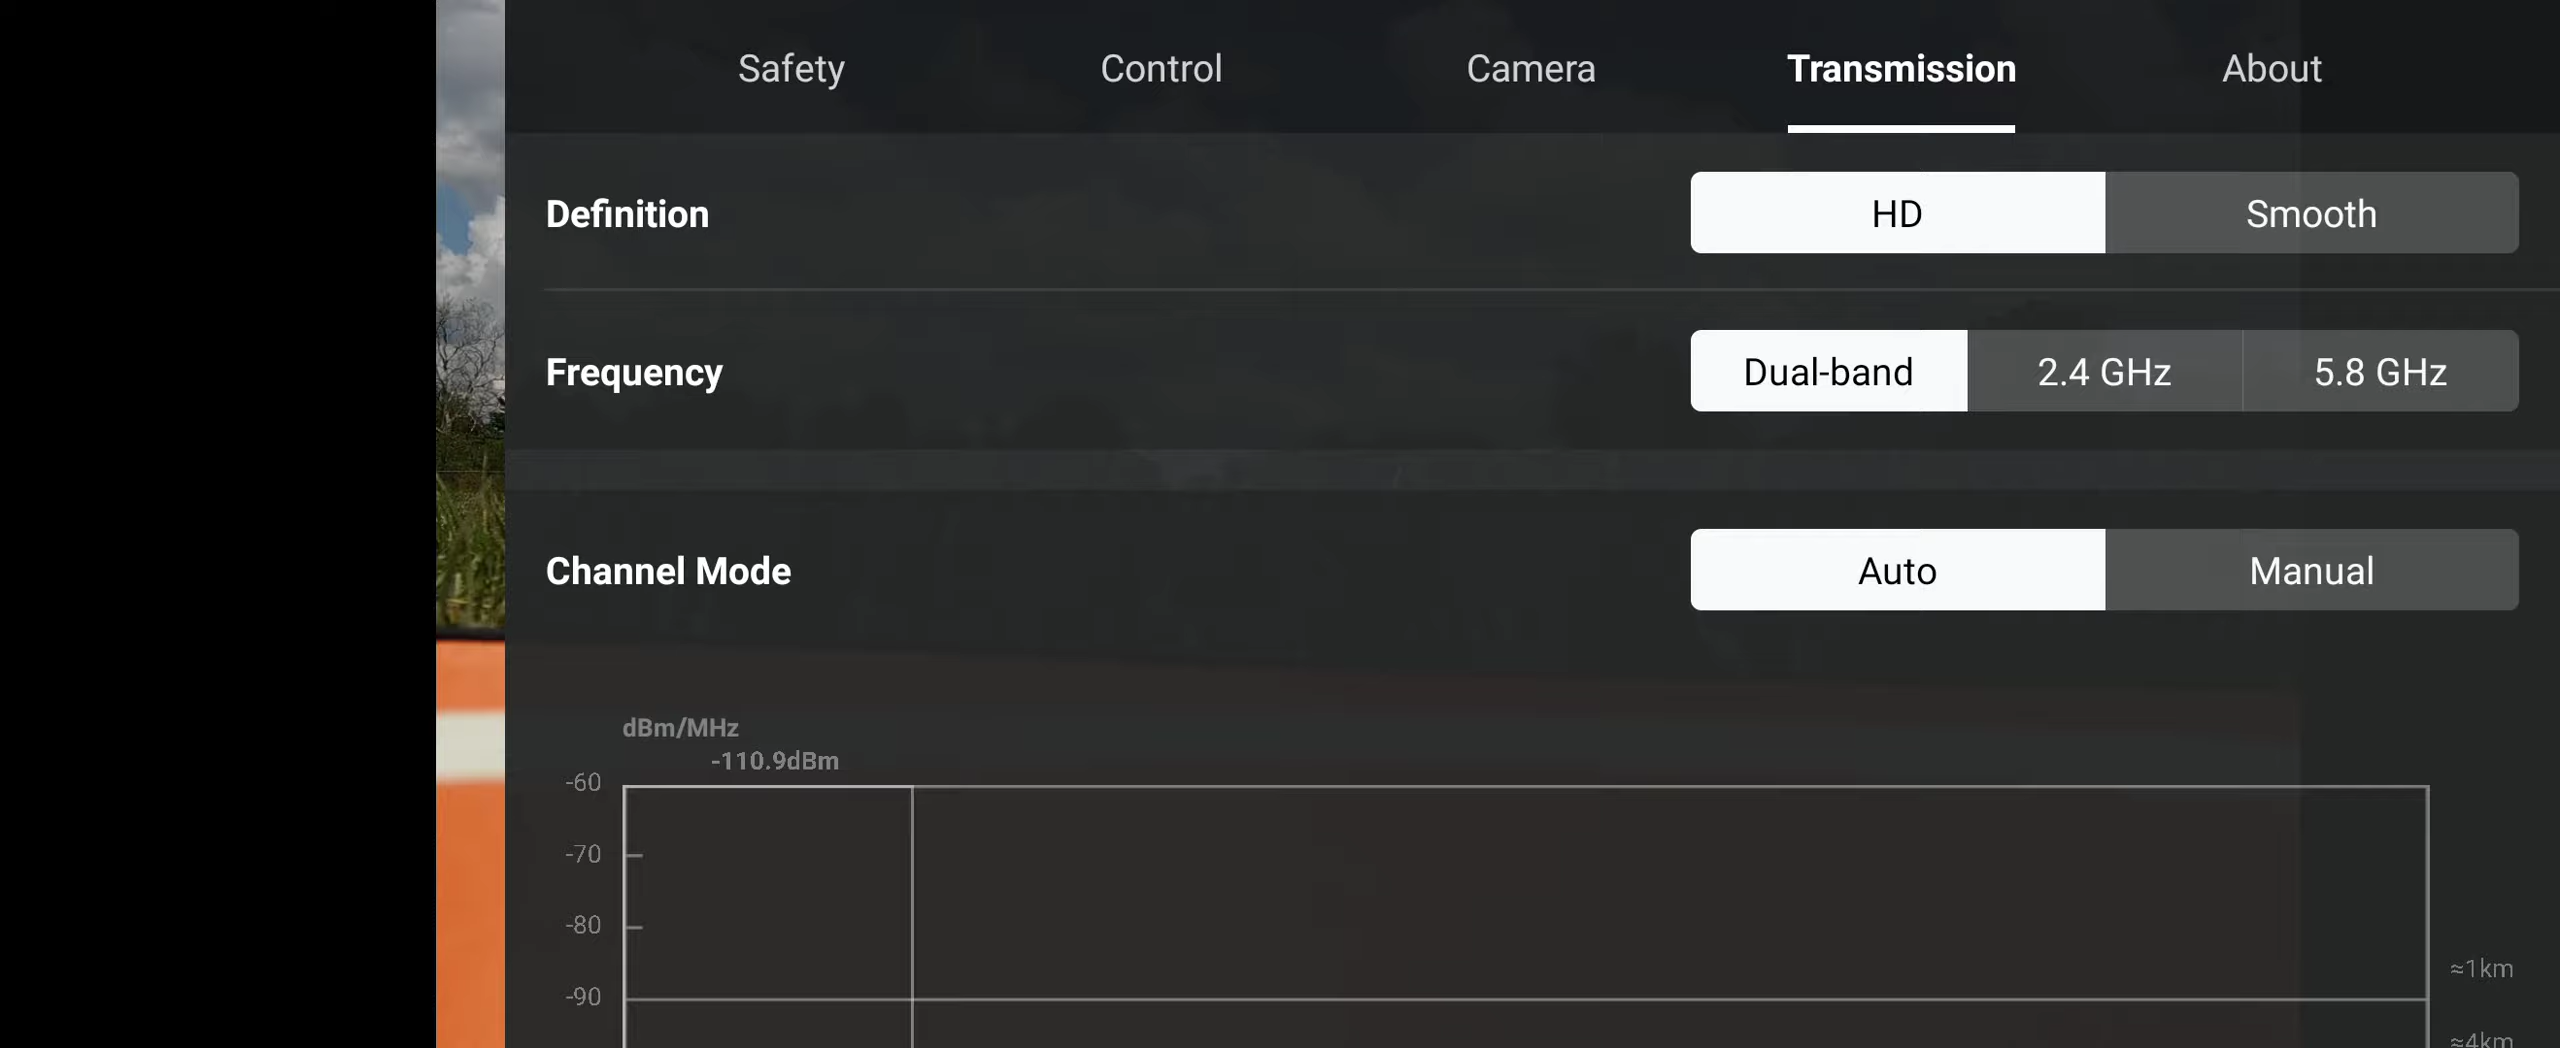 Safety Control Camera Transmission About
Definition HD Smooth
Frequency Dual-band 2.4 GHz 5.8 GHz
Channel Mode Auto Manual
dBm/MHz
-110.9dBm
-60
-70
-80
≈1km
-90
≈4km